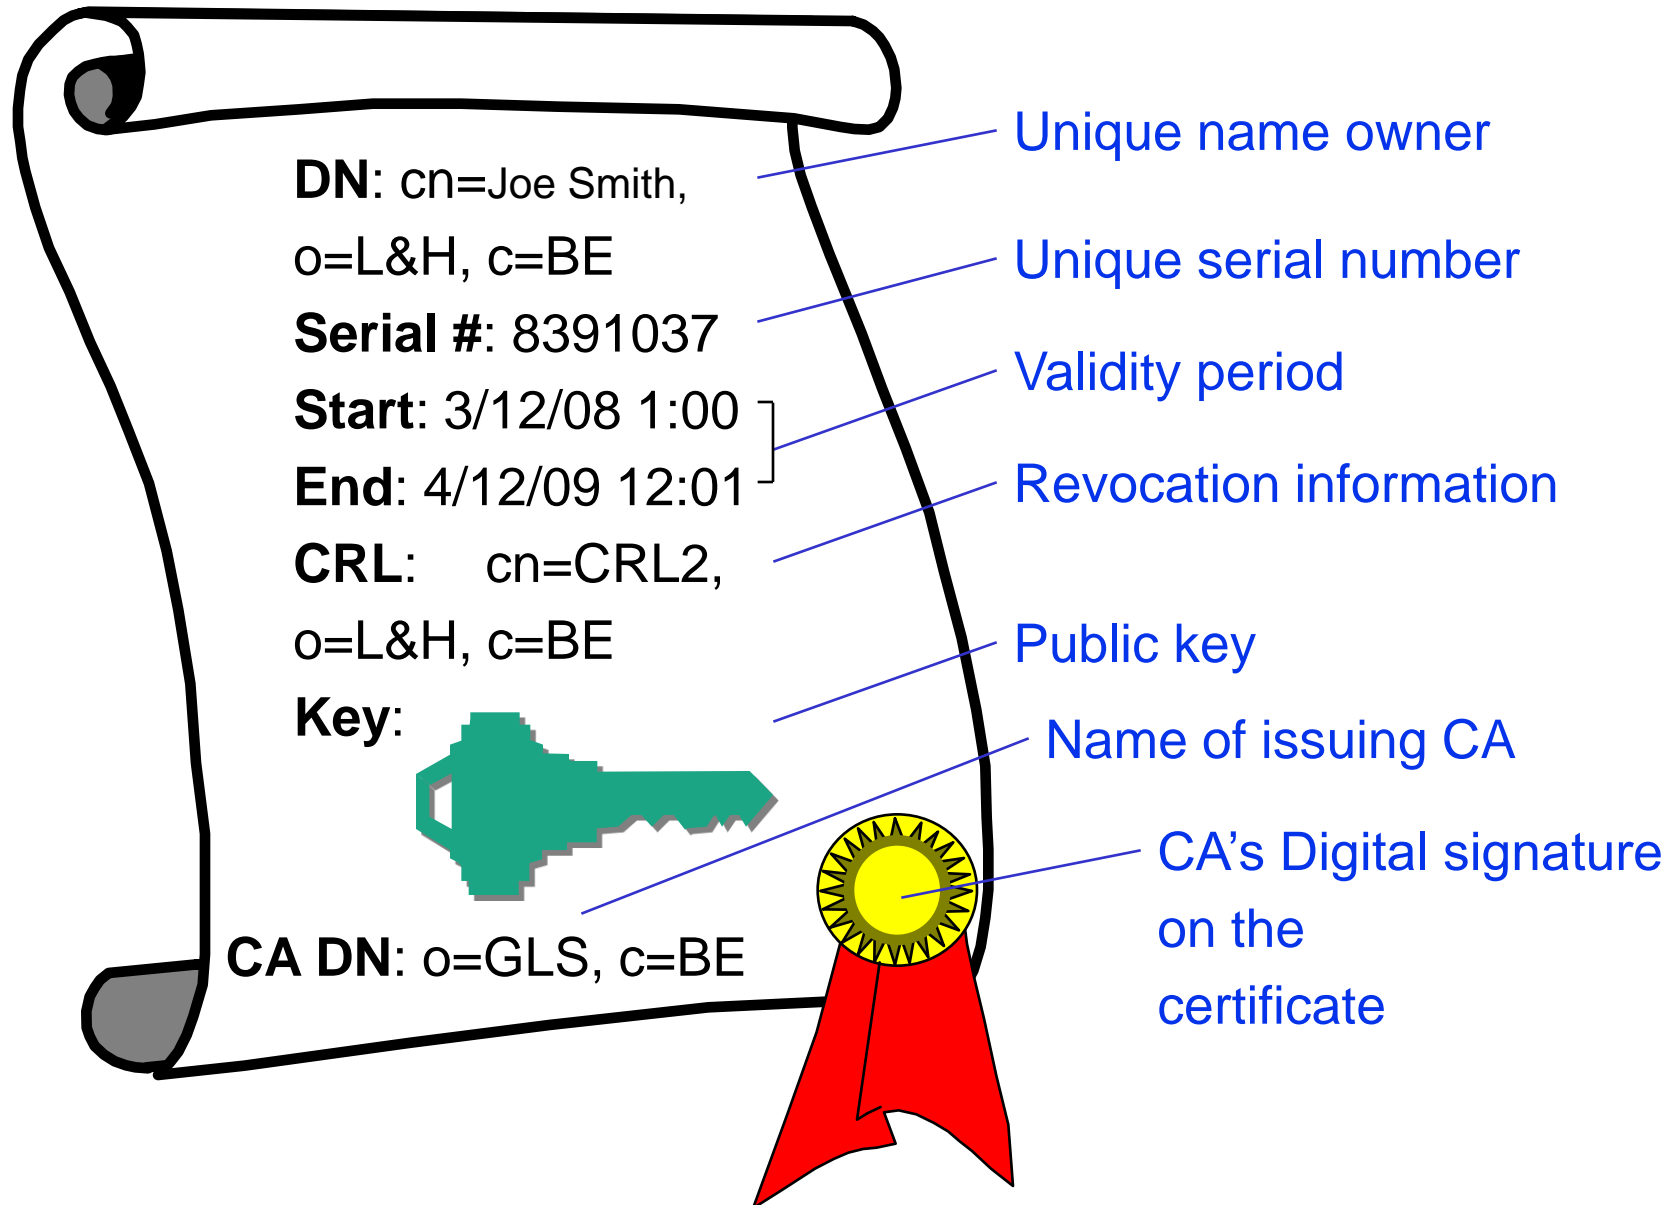 DN: cn=Joe Smith,
o=L&H, c=BE
Serial #: 8391037
Start: 3/12/08 1:00
End: 4/12/09 12:01
CRL: cn=CRL2,
o=L&H, c=BE
Key:
CA DN: o=GLS, c=BE
Unique name owner
Unique serial number
Validity period
Revocation information
Public key
Name of issuing CA
CA’s Digital signature
on the
certificate